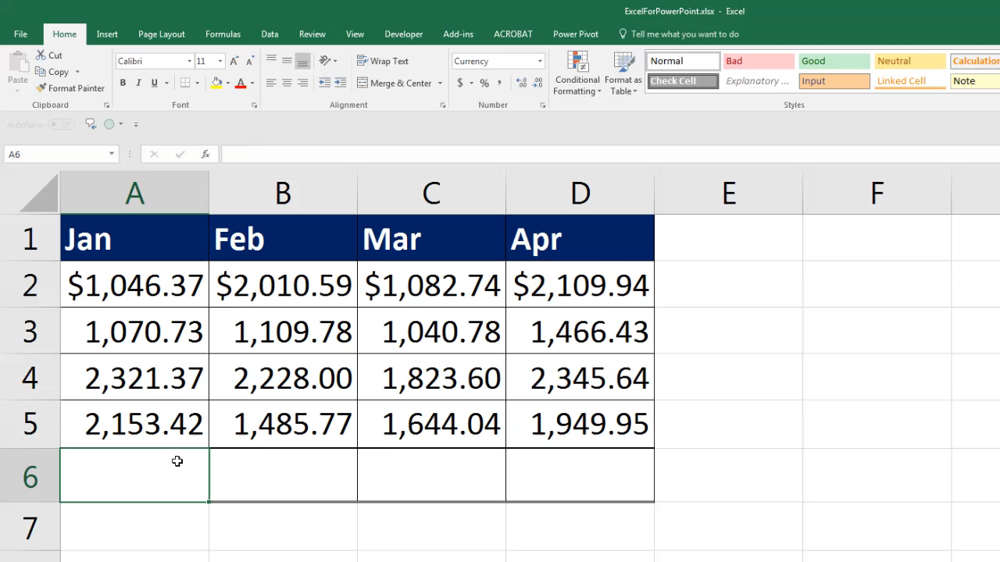 ExcelForPowerPoint.xlsx - Excel
File Home Insert Page Layout Formulas Data Review View Developer Add-ins ACROBAT Power Pivot Tell me what you want to do
Cut
Copy
Format Painter
Paste
Clipboard
Calibri 11
B I U A
Font
Wrap Text
Merge & Center
Alignment
Currency
$ % ,
Number
Conditional
Formatting
Format as
Table
Normal Bad Good Neutral Calculation
Check Cell Explanatory ... Input Linked Cell Note
Styles
AutoSave Off
A6 fx
A B C D E F
1 Jan Feb Mar Apr
2 $1,046.37 $2,010.59 $1,082.74 $2,109.94
3 1,070.73 1,109.78 1,040.78 1,466.43
4 2,321.37 2,228.00 1,823.60 2,345.64
5 2,153.42 1,485.77 1,644.04 1,949.95
6
7